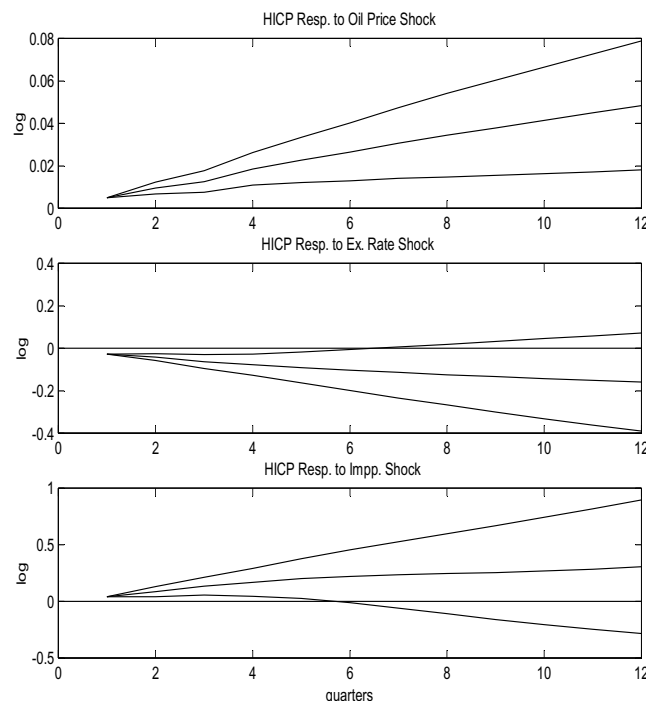 HICP Resp. to Oil Price Shock
0.08
0.06
0.04
0.02
0
log
0 2 4 6 8 10 12
HICP Resp. to Ex. Rate Shock
0.4
0.2
0
-0.2
-0.4
log
0 2 4 6 8 10 12
HICP Resp. to Impp. Shock
1
0.5
0
-0.5
log
0 2 4 6 8 10 12
quarters